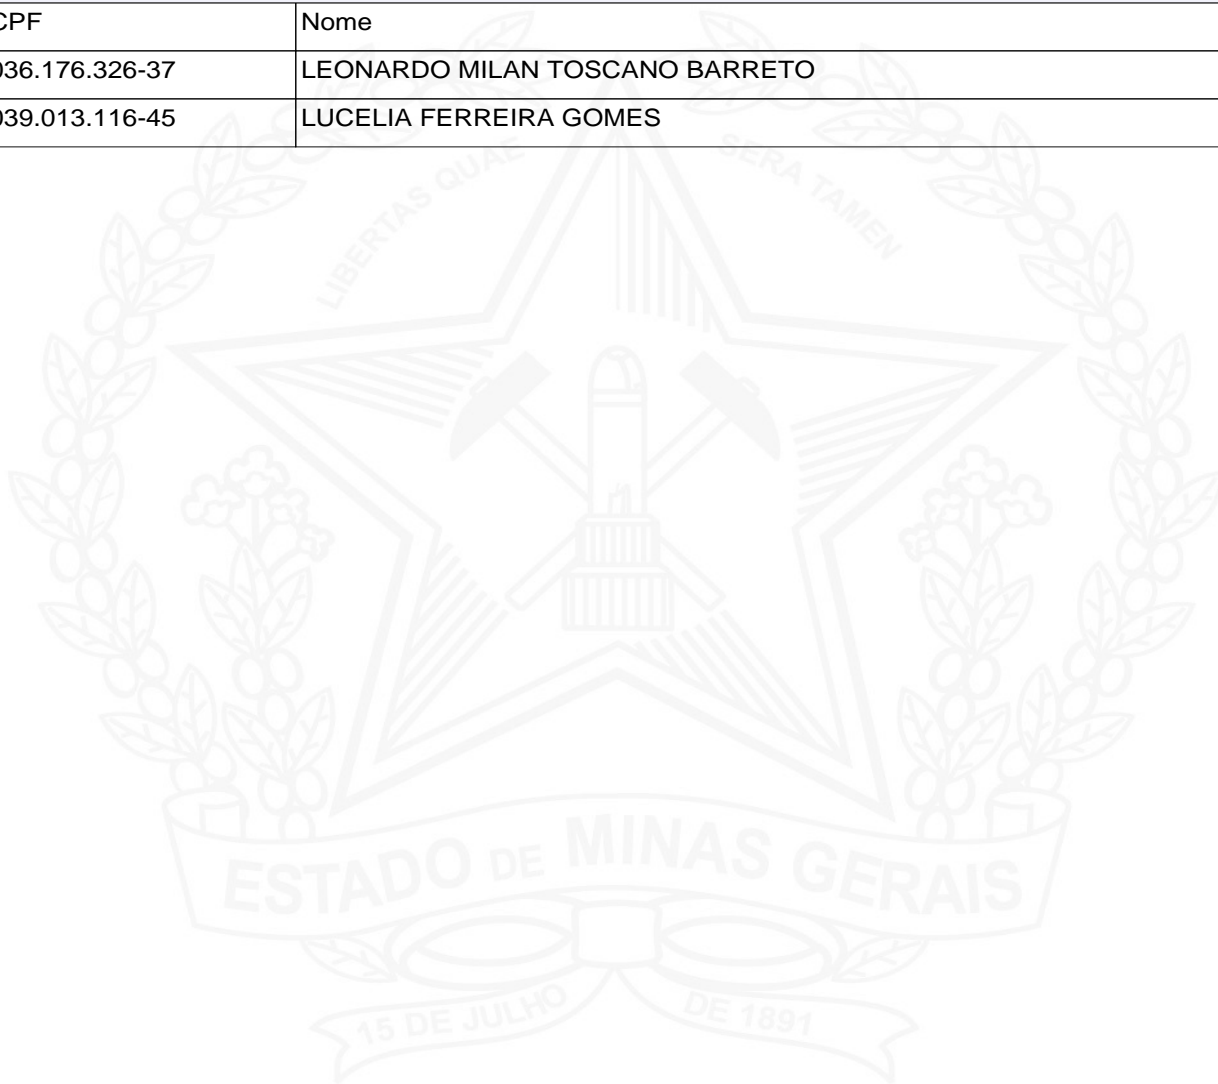 CPF Nome
036.176.326-37 LEONARDO MILAN TOSCANO BARRETO
039.013.116-45 LUCELIA FERREIRA GOMES
LIBERTAS QUAE SERA TAMEN
ESTADO DE MINAS GERAIS
15 DE JULHO DE 1891